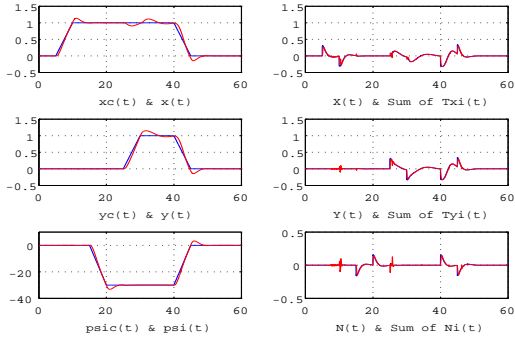 1.5
1
0.5
0
−0.5
0 20 40 60
xc(t) & x(t)
1.5
1
0.5
0
−0.5
0 20 40 60
X(t) & Sum of Txi(t)
1.5
1
0.5
0
−0.5
0 20 40 60
yc(t) & y(t)
1.5
1
0.5
0
−0.5
0 20 40 60
Y(t) & Sum of Tyi(t)
0
−20
−40
0 20 40 60
psic(t) & psi(t)
0.5
0
−0.5
0 20 40 60
N(t) & Sum of Ni(t)